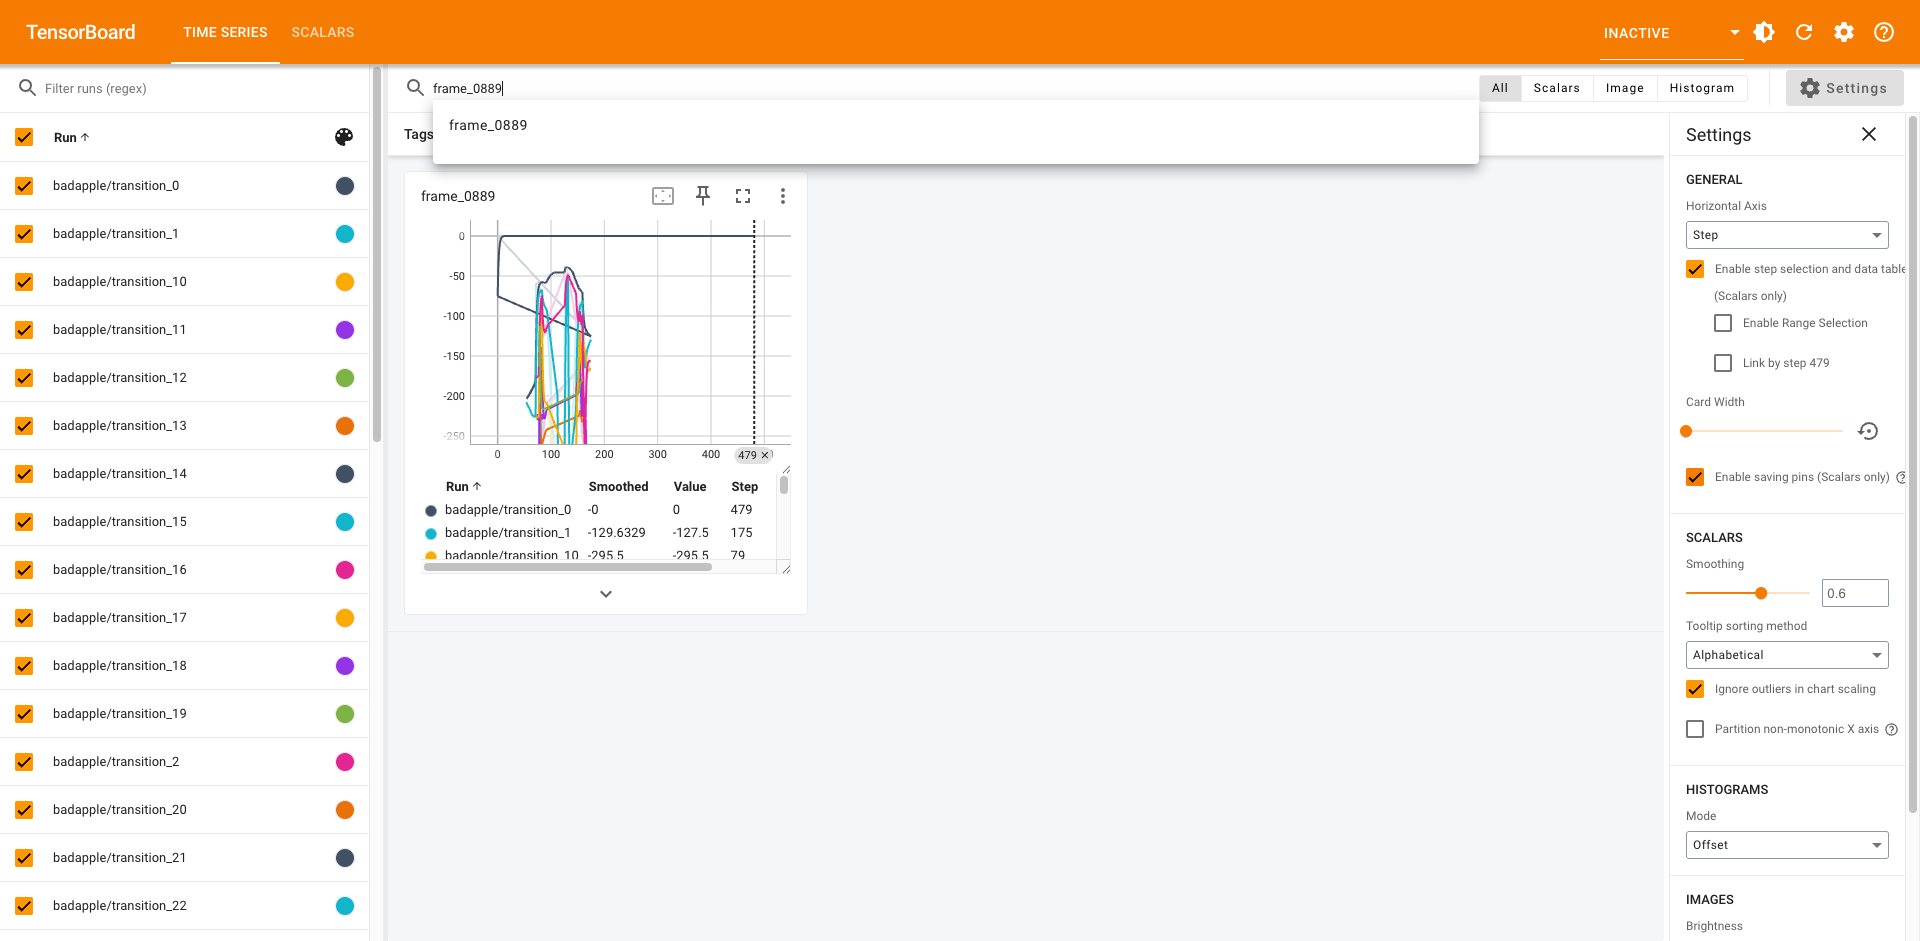 TensorBoard
TIME SERIES
SCALARS
INACTIVE
Filter runs (regex)
Run
badapple/transition_0
badapple/transition_1
badapple/transition_10
badapple/transition_11
badapple/transition_12
badapple/transition_13
badapple/transition_14
badapple/transition_15
badapple/transition_16
badapple/transition_17
badapple/transition_18
badapple/transition_19
badapple/transition_2
badapple/transition_20
badapple/transition_21
badapple/transition_22
frame_0889
All
Scalars
Image
Histogram
Settings
frame_0889
Tags
frame_0889
0
-50
-100
-150
-200
-250
0 100 200 300 400 479
Run Smoothed Value Step
badapple/transition_0 -0 0 479
badapple/transition_1 -129.6329 -127.5 175
badapple/transition_10 -295.5 -295.5 79
Settings
GENERAL
Horizontal Axis
Step
Enable step selection and data table
(Scalars only)
Enable Range Selection
Link by step 479
Card Width
Enable saving pins (Scalars only)
SCALARS
Smoothing
0.6
Tooltip sorting method
Alphabetical
Ignore outliers in chart scaling
Partition non-monotonic X axis
HISTOGRAMS
Mode
Offset
IMAGES
Brightness